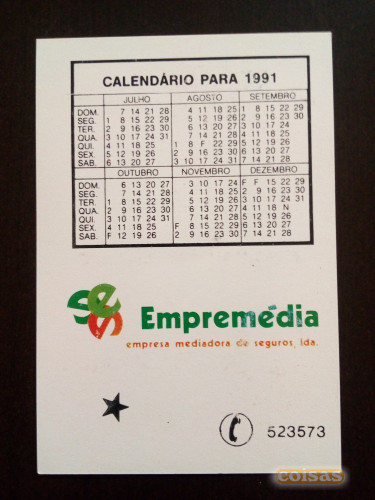 CALENDÁRIO PARA 1991
JULHO AGOSTO SETEMBRO
DOM. 7 14 21 28 4 11 18 25 1 8 15 22 29
SEG. 1 8 15 22 29 5 12 19 26 2 9 16 23 30
TER. 2 9 16 23 30 6 13 20 27 3 10 17 24
QUA. 3 10 17 24 31 7 14 21 28 4 11 18 25
QUI. 4 11 18 25 1 8 F 22 29 5 12 19 26
SEX. 5 12 19 26 2 9 16 23 30 6 13 20 27
SAB. 6 13 20 27 3 10 17 24 31 7 14 21 28
OUTUBRO NOVEMBRO DEZEMBRO
DOM. 6 13 20 27 3 10 17 24 F F 15 22 29
SEG. 7 14 21 28 4 11 18 25 2 9 16 23 30
TER. 1 8 15 22 29 5 12 19 26 3 10 17 24 31
QUA. 2 9 16 23 30 6 13 20 27 4 11 18 N
QUI. 3 10 17 24 31 7 14 21 28 5 12 19 26
SEX. 4 11 18 25 F 8 15 22 29 6 13 20 27
SAB. F 12 19 26 2 9 16 23 30 7 14 21 28
ses Empremédia
empresa mediadora de seguros, lda.
523573
coisas